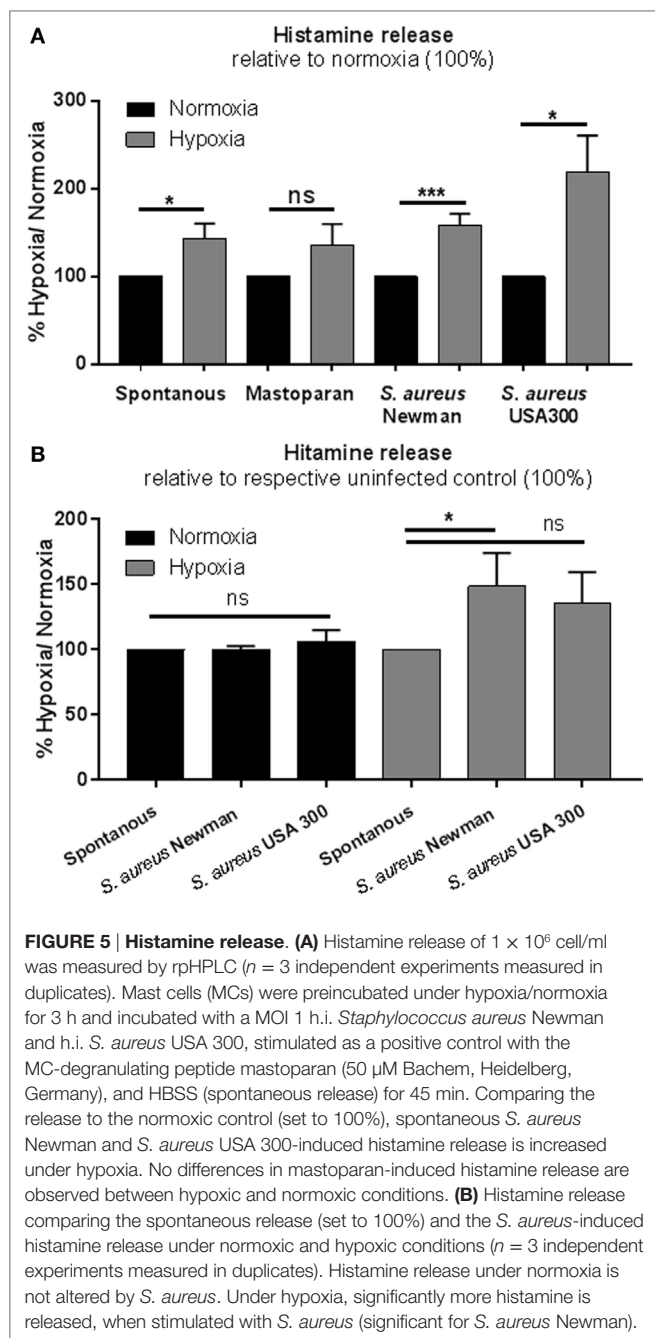 A
Histamine release
relative to normoxia (100%)
% Hypoxia/ Normoxia
300
200
100
0
Normoxia
Hypoxia
*
ns
***
*
Spontanous
Mastoparan
S. aureus
Newman
S. aureus
USA300
B
Hitamine release
relative to respective uninfected control (100%)
% Hypoxia/ Normoxia
200
150
100
50
0
Normoxia
Hypoxia
ns
*
ns
Spontanous
S. aureus Newman
S. aureus USA 300
Spontanous
S. aureus Newman
S. aureus USA 300
FIGURE 5 | Histamine release. (A) Histamine release of 1 × 10⁶ cell/ml
was measured by rpHPLC (n = 3 independent experiments measured in
duplicates). Mast cells (MCs) were preincubated under hypoxia/normoxia
for 3 h and incubated with a MOI 1 h.i. Staphylococcus aureus Newman
and h.i. S. aureus USA 300, stimulated as a positive control with the
MC-degranulating peptide mastoparan (50 μM Bachem, Heidelberg,
Germany), and HBSS (spontaneous release) for 45 min. Comparing the
release to the normoxic control (set to 100%), spontaneous S. aureus
Newman and S. aureus USA 300-induced histamine release is increased
under hypoxia. No differences in mastoparan-induced histamine release are
observed between hypoxic and normoxic conditions. (B) Histamine release
comparing the spontaneous release (set to 100%) and the S. aureus-induced
histamine release under normoxic and hypoxic conditions (n = 3 independent
experiments measured in duplicates). Histamine release under normoxia is
not altered by S. aureus. Under hypoxia, significantly more histamine is
released, when stimulated with S. aureus (significant for S. aureus Newman).